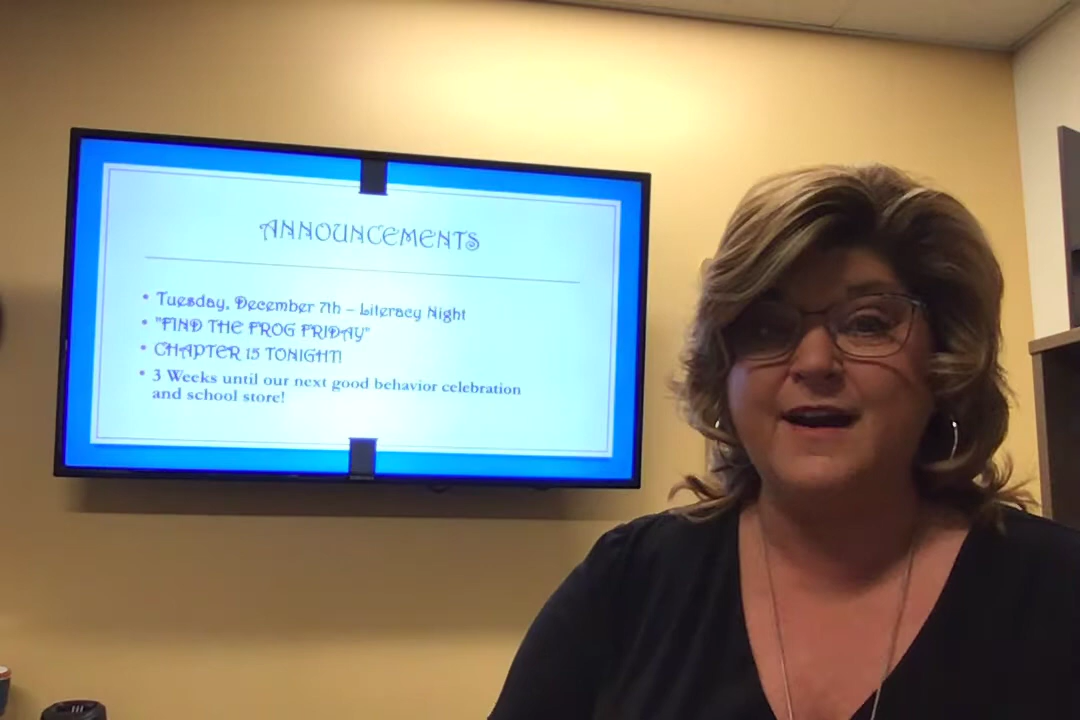 ANNOUNCEMENTS
• Tuesday, December 7th – Literacy Night
• "FIND THE FROG FRIDAY"
• CHAPTER 15 TONIGHT!
• 3 Weeks until our next good behavior celebration
and school store!